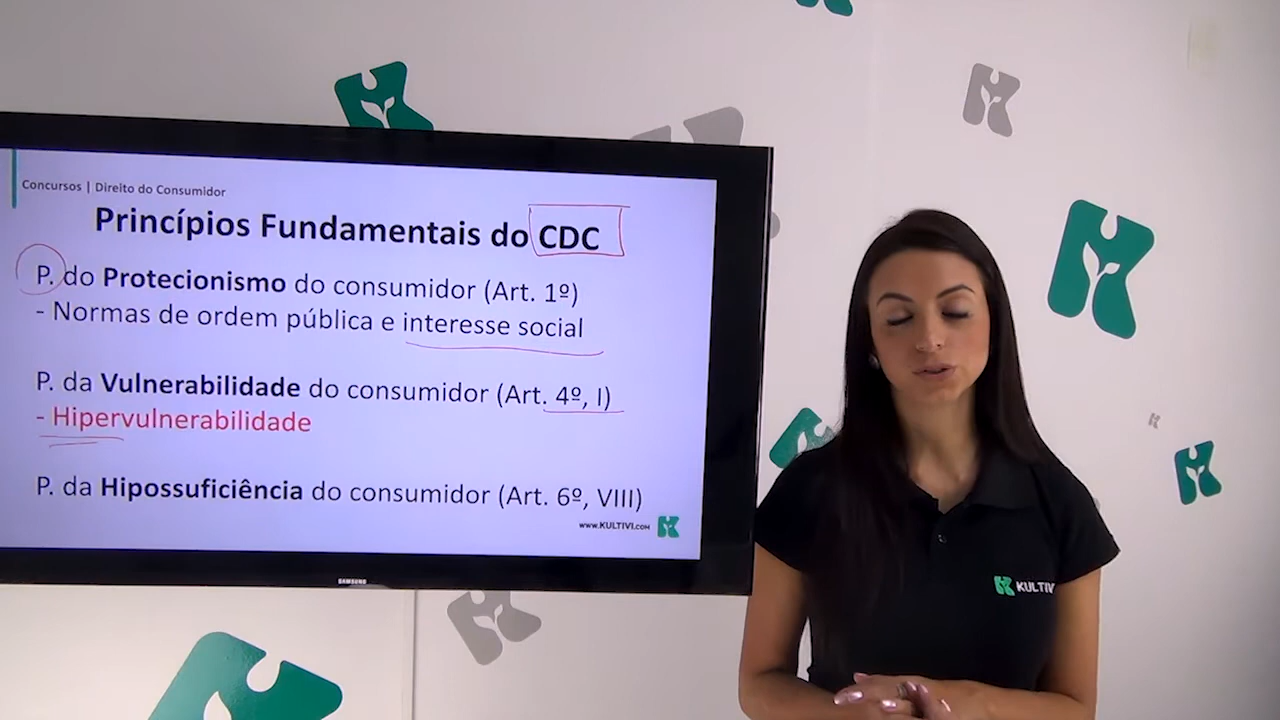 Concursos | Direito do Consumidor
Princípios Fundamentais do CDC
P. do Protecionismo do consumidor (Art. 1º)
- Normas de ordem pública e interesse social
P. da Vulnerabilidade do consumidor (Art. 4º, I)
- Hipervulnerabilidade
P. da Hipossuficiência do consumidor (Art. 6º, VIII)
www.KULTIVI.COM
SAMSUNG
KULTIVI